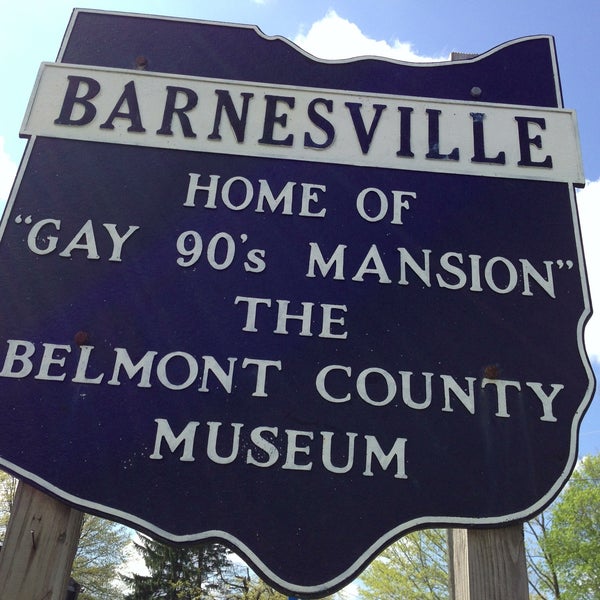 BARNESVILLE
HOME OF
"GAY 90's MANSION"
THE
BELMONT COUNTY
MUSEUM